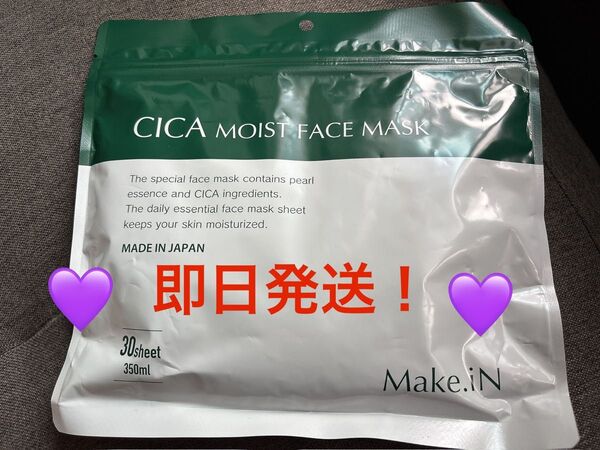 CICA MOIST FACE MASK
The special face mask contains pearl
essence and CICA ingredients.
The daily essential face mask sheet
keeps your skin moisturized.
MADE IN JAPAN
即日発送！
30sheet
350ml
Make.iN